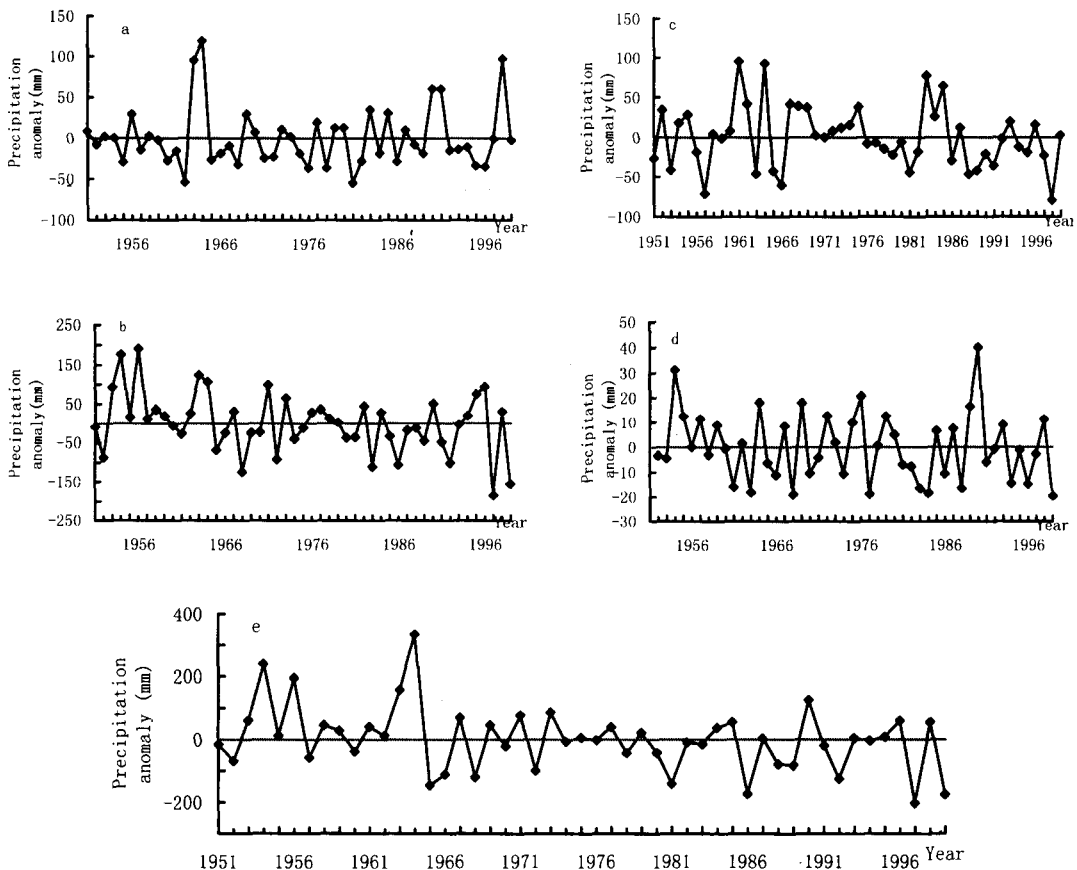 a
Precipitation
anomaly(mm)
150
100
50
0
-50
-100
1956 1966 1976 1986 1996
Year
c
Precipitation
anomaly(mm)
150
100
50
0
-50
-100
1951 1956 1961 1966 1971 1976 1981 1986 1991 1996
Year
b
Precipitation
anomaly(mm)
250
150
50
-50
-150
-250
1956 1966 1976 1986 1996
Year
d
Precipitation
anomaly(mm)
50
40
30
20
10
0
-10
-20
-30
1956 1966 1976 1986 1996
Year
e
Precipitation
anomaly (mm)
400
200
0
-200
1951 1956 1961 1966 1971 1976 1981 1986 1991 1996
Year